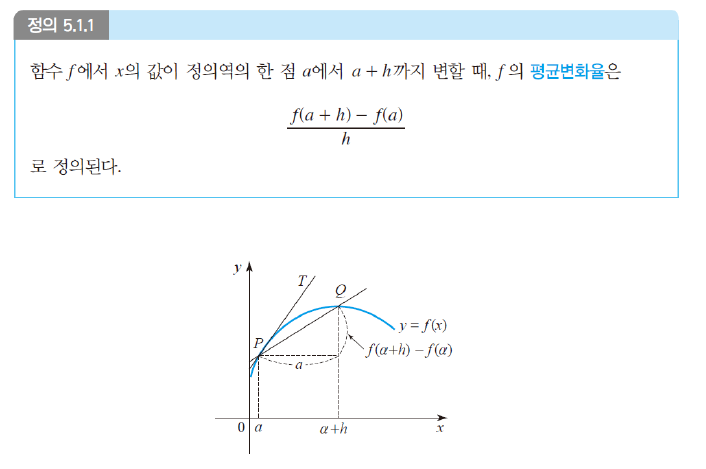 정의 5.1.1
함수 f에서 x의 값이 정의역의 한 점 a에서 a + h까지 변할 때, f의 평균변화율은
f(a + h) − f(a)
h
로 정의된다.
y
T
Q
y = f(x)
P
f(a+h) − f(a)
a
0 a a+h x